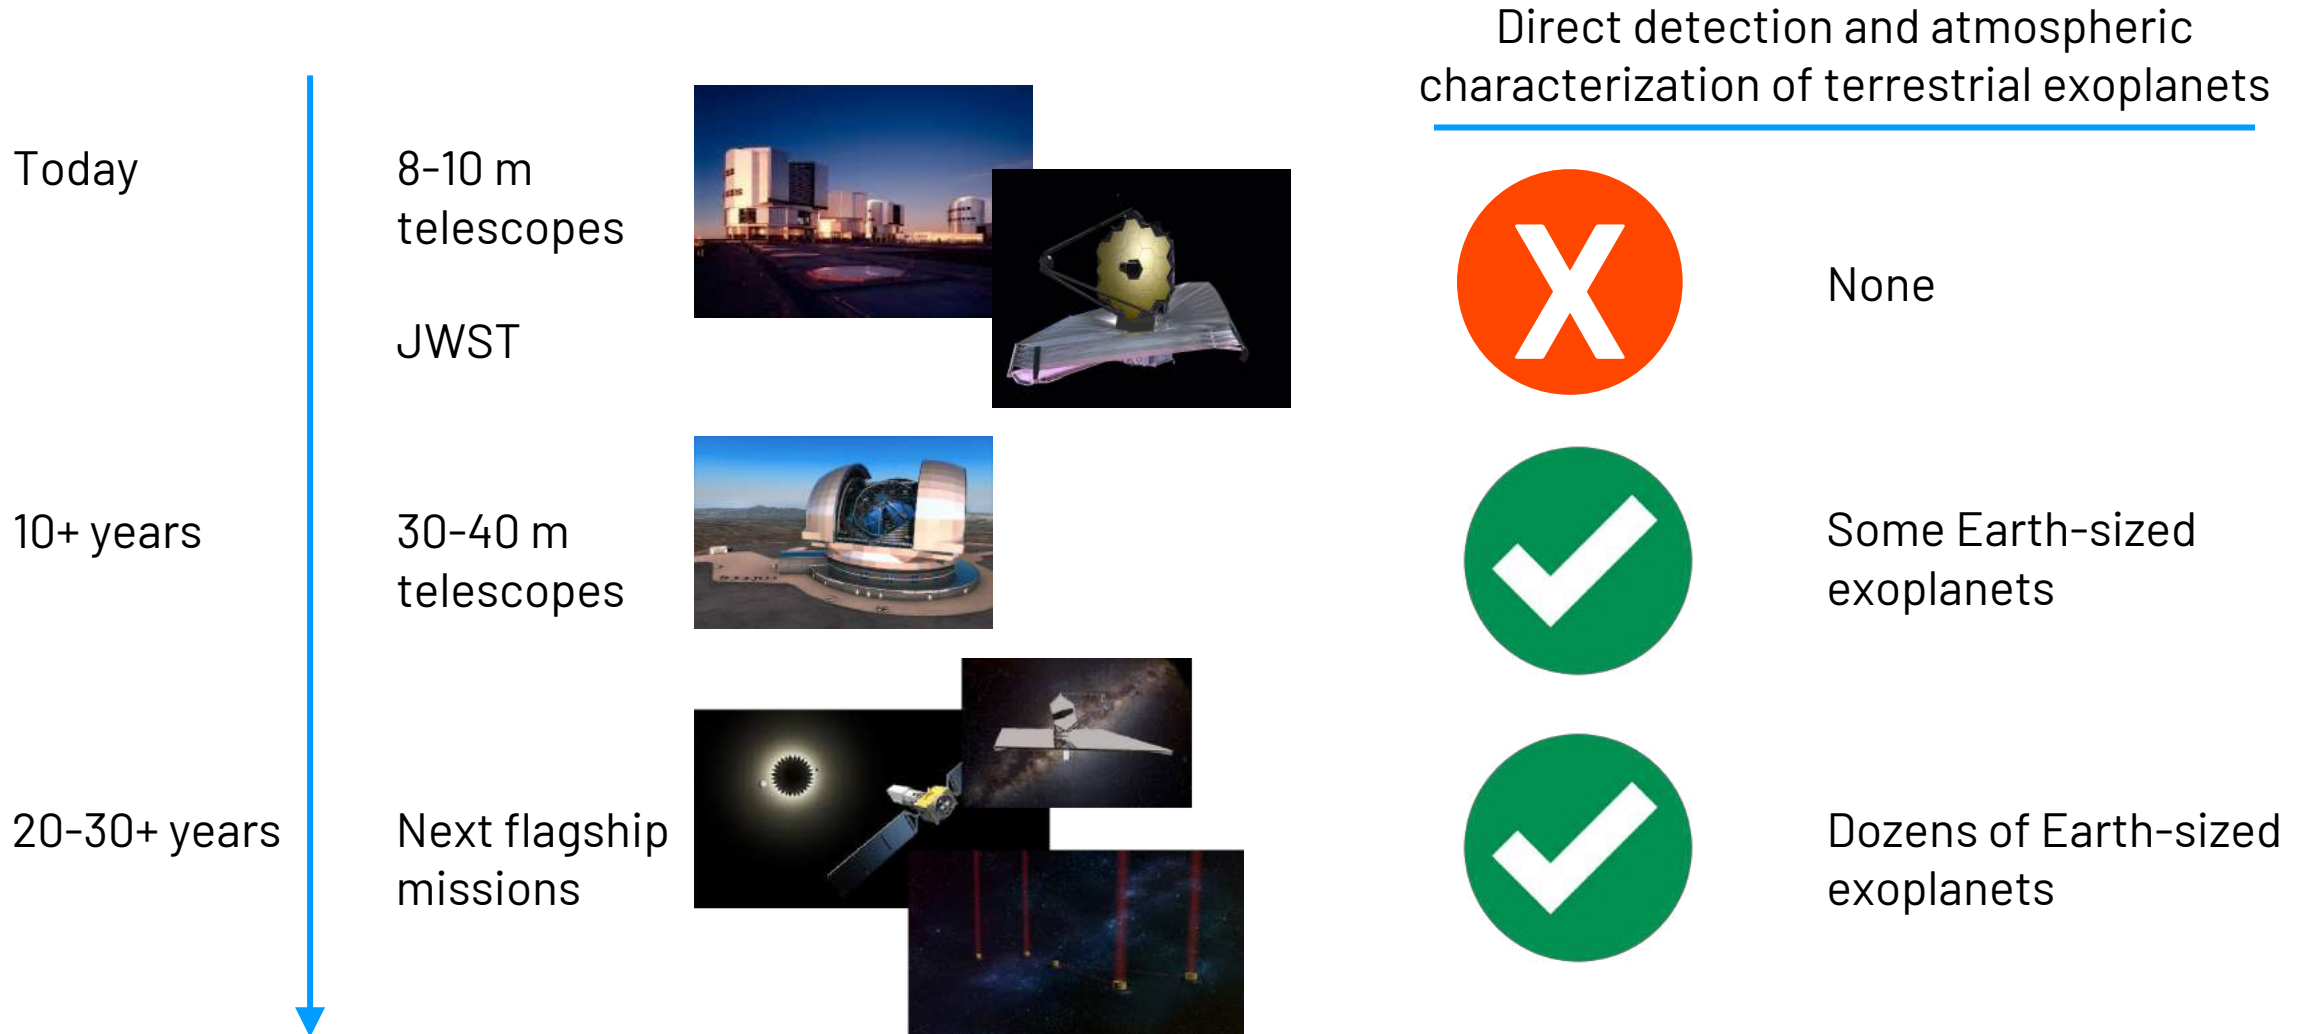 Direct detection and atmospheric
characterization of terrestrial exoplanets
Today
8-10 m
telescopes
JWST
X
None
10+ years
30-40 m
telescopes
Some Earth-sized
exoplanets
20-30+ years
Next flagship
missions
Dozens of Earth-sized
exoplanets